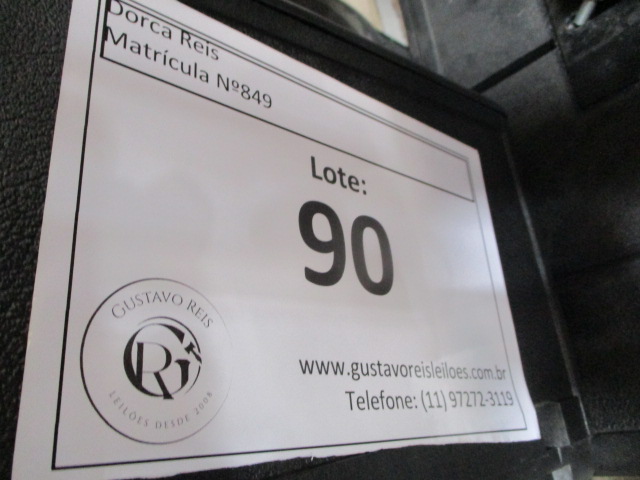 Dorca Reis
Matrícula Nº849
Lote:
90
GUSTAVO REIS
GR
LEILÕES DESDE 2008
www.gustavoreisleiloes.com.br
Telefone: (11) 97272-3119